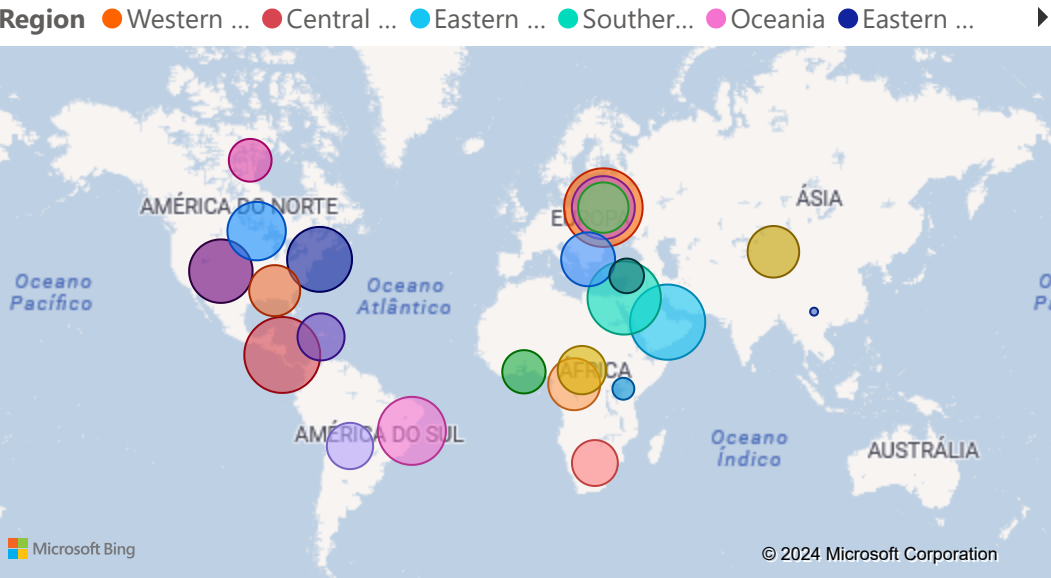 Region Western ... Central ... Eastern ... Souther... Oceania Eastern ...
AMÉRICA DO NORTE
EUROPA
ÁSIA
Oceano
Pacífico
Oceano
Atlântico
O
P
ÁFRICA
AMÉRICA DO SUL
Oceano
Índico
AUSTRÁLIA
Microsoft Bing
© 2024 Microsoft Corporation